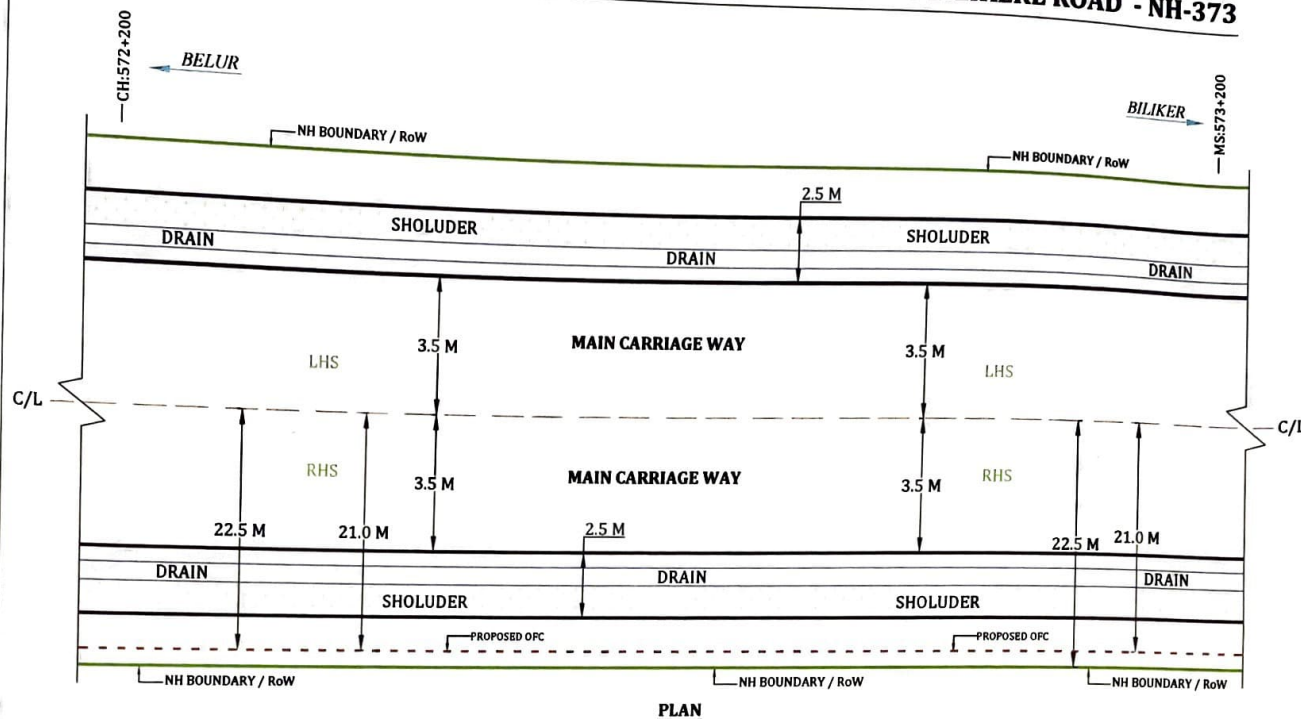 ROAD - NH-373
CH:572+200
BELUR
BILIKER
MS:573+200
NH BOUNDARY / RoW
NH BOUNDARY / RoW
2.5 M
SHOLUDER
SHOLUDER
DRAIN
DRAIN
DRAIN
3.5 M
MAIN CARRIAGE WAY
3.5 M
LHS
LHS
C/L
C/L
RHS
3.5 M
MAIN CARRIAGE WAY
3.5 M
RHS
22.5 M
21.0 M
2.5 M
22.5 M
21.0 M
DRAIN
DRAIN
DRAIN
SHOLUDER
SHOLUDER
PROPOSED OFC
PROPOSED OFC
NH BOUNDARY / RoW
NH BOUNDARY / RoW
NH BOUNDARY / RoW
PLAN